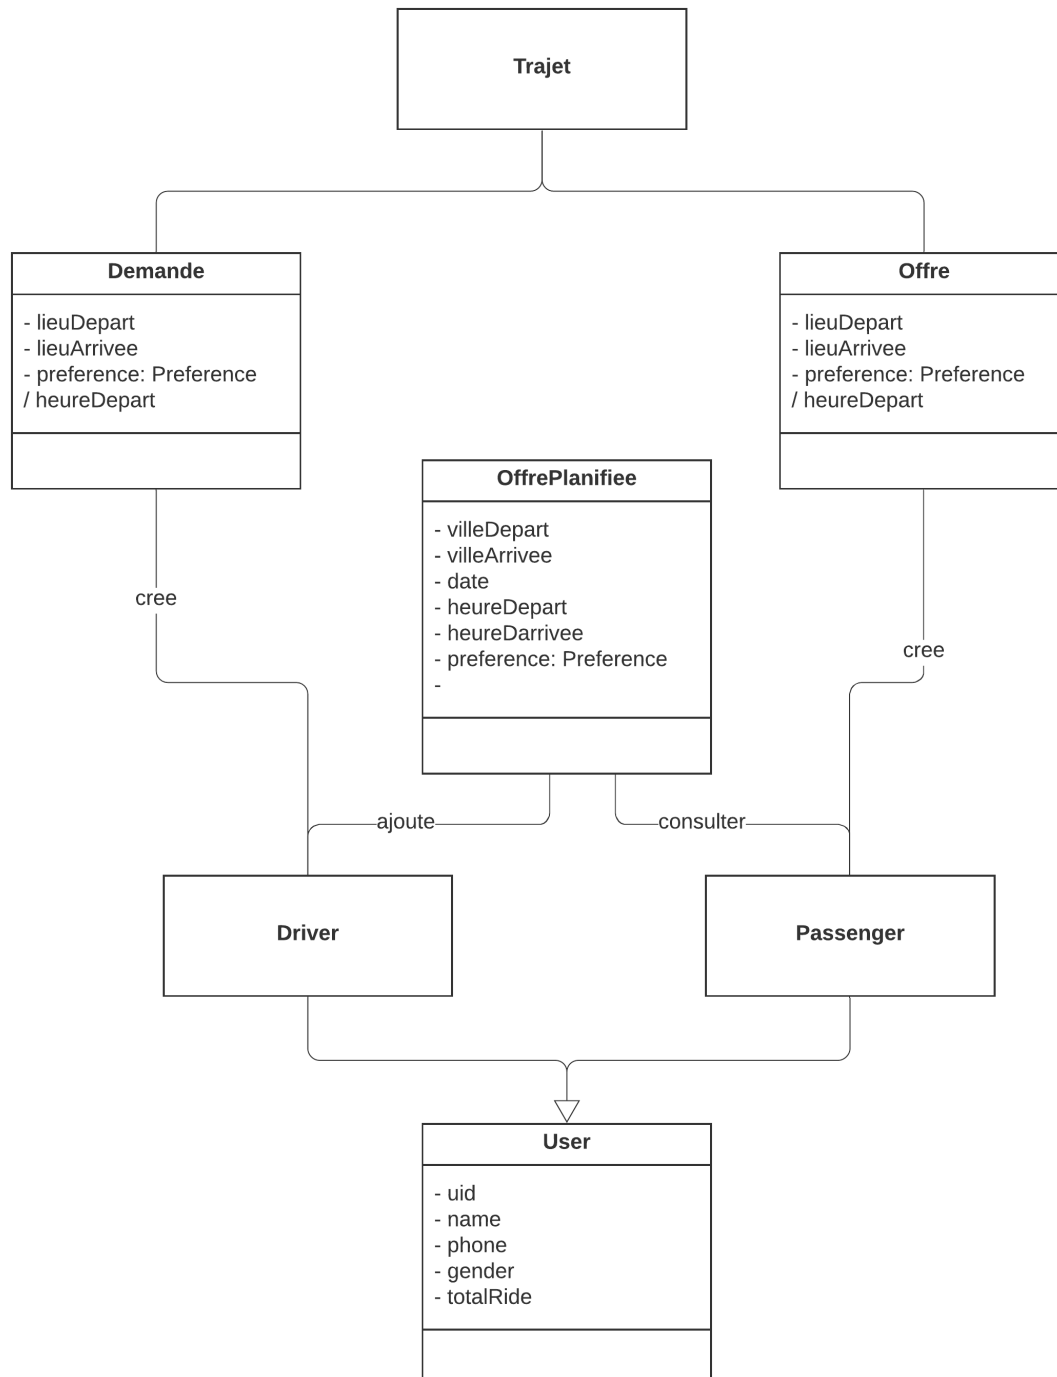 Trajet
Demande
- lieuDepart
- lieuArrivee
- preference: Preference
/ heureDepart
Offre
- lieuDepart
- lieuArrivee
- preference: Preference
/ heureDepart
OffrePlanifiee
- villeDepart
- villeArrivee
- date
- heureDepart
- heureDarrivee
- preference: Preference
-
cree
cree
ajoute
consulter
Driver
Passenger
User
- uid
- name
- phone
- gender
- totalRide